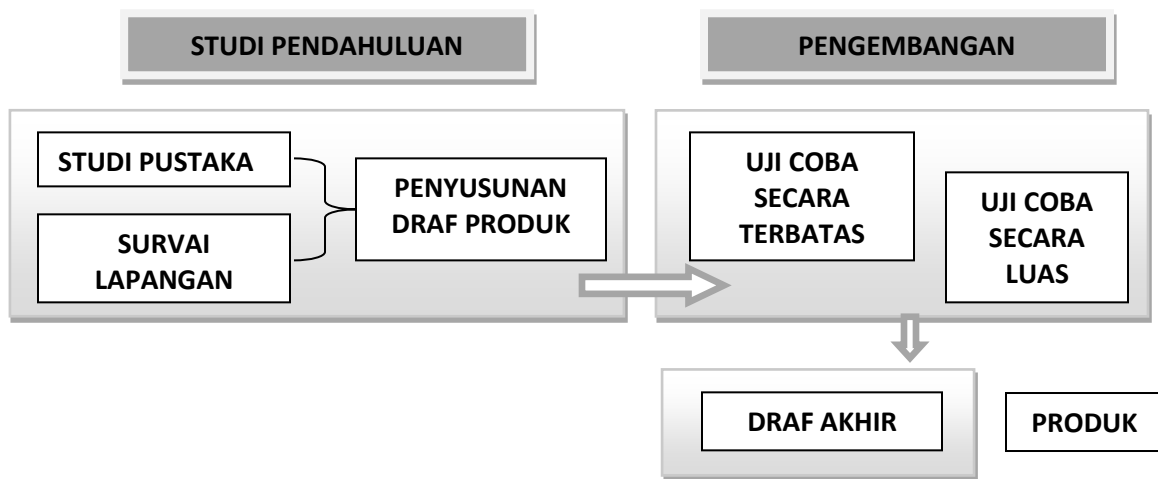 STUDI PENDAHULUAN
PENGEMBANGAN
STUDI PUSTAKA
SURVAI
LAPANGAN
PENYUSUNAN
DRAF PRODUK
UJI COBA
SECARA
TERBATAS
UJI COBA
SECARA
LUAS
DRAF AKHIR
PRODUK